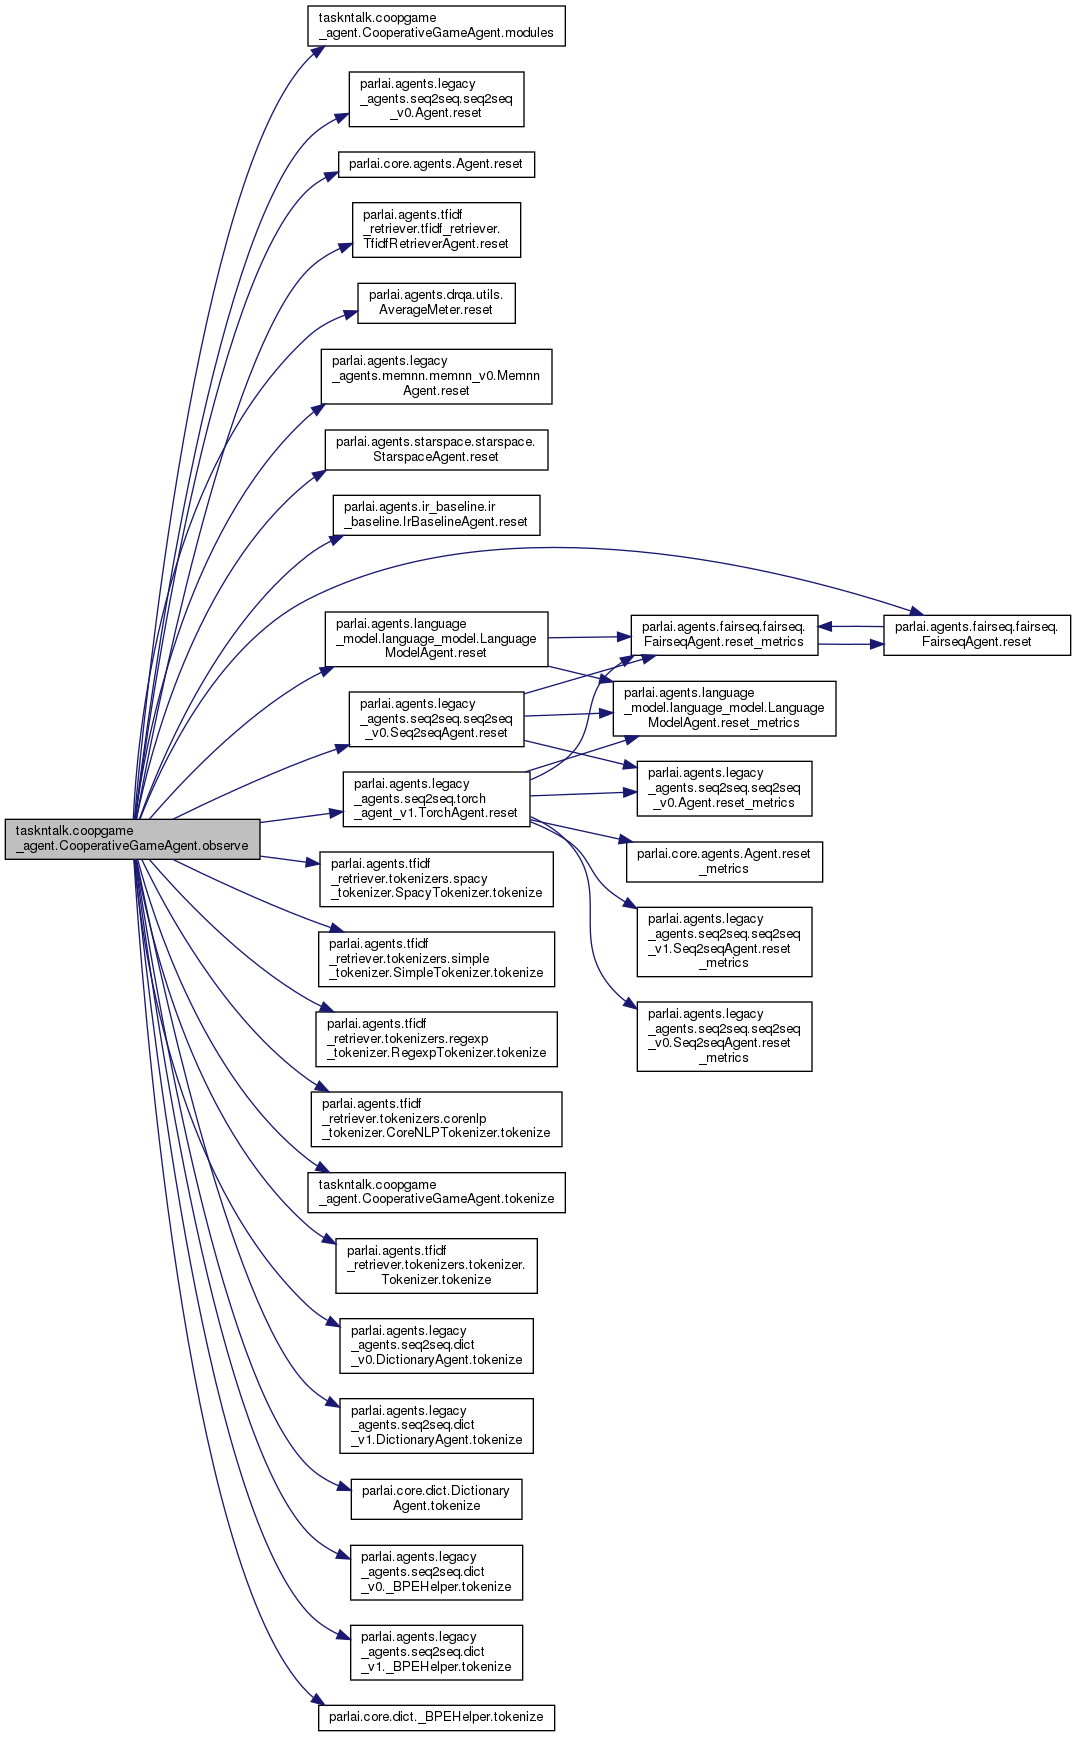 taskntalk.coopgame
_agent.CooperativeGameAgent.modules
parlai.agents.legacy
_agents.seq2seq.seq2seq
_v0.Agent.reset
parlai.core.agents.Agent.reset
parlai.agents.tfidf
_retriever.tfidf_retriever.
TfidfRetrieverAgent.reset
parlai.agents.drqa.utils.
AverageMeter.reset
parlai.agents.legacy
_agents.memnn.memnn_v0.Memnn
Agent.reset
parlai.agents.starspace.starspace.
StarspaceAgent.reset
parlai.agents.ir_baseline.ir
_baseline.IrBaselineAgent.reset
parlai.agents.language
_model.language_model.Language
ModelAgent.reset
parlai.agents.fairseq.fairseq.
FairseqAgent.reset_metrics
parlai.agents.fairseq.fairseq.
FairseqAgent.reset
parlai.agents.legacy
_agents.seq2seq.seq2seq
_v0.Seq2seqAgent.reset
parlai.agents.language
_model.language_model.Language
ModelAgent.reset_metrics
parlai.agents.legacy
_agents.seq2seq.torch
_agent_v1.TorchAgent.reset
parlai.agents.legacy
_agents.seq2seq.seq2seq
_v0.Agent.reset_metrics
taskntalk.coopgame
_agent.CooperativeGameAgent.observe
parlai.core.agents.Agent.reset
_metrics
parlai.agents.tfidf
_retriever.tokenizers.spacy
_tokenizer.SpacyTokenizer.tokenize
parlai.agents.legacy
_agents.seq2seq.seq2seq
_v1.Seq2seqAgent.reset
_metrics
parlai.agents.tfidf
_retriever.tokenizers.simple
_tokenizer.SimpleTokenizer.tokenize
parlai.agents.legacy
_agents.seq2seq.seq2seq
_v0.Seq2seqAgent.reset
_metrics
parlai.agents.tfidf
_retriever.tokenizers.regexp
_tokenizer.RegexpTokenizer.tokenize
parlai.agents.tfidf
_retriever.tokenizers.corenlp
_tokenizer.CoreNLPTokenizer.tokenize
taskntalk.coopgame
_agent.CooperativeGameAgent.tokenize
parlai.agents.tfidf
_retriever.tokenizers.tokenizer.
Tokenizer.tokenize
parlai.agents.legacy
_agents.seq2seq.dict
_v0.DictionaryAgent.tokenize
parlai.agents.legacy
_agents.seq2seq.dict
_v1.DictionaryAgent.tokenize
parlai.core.dict.Dictionary
Agent.tokenize
parlai.agents.legacy
_agents.seq2seq.dict
_v0._BPEHelper.tokenize
parlai.agents.legacy
_agents.seq2seq.dict
_v1._BPEHelper.tokenize
parlai.core.dict._BPEHelper.tokenize